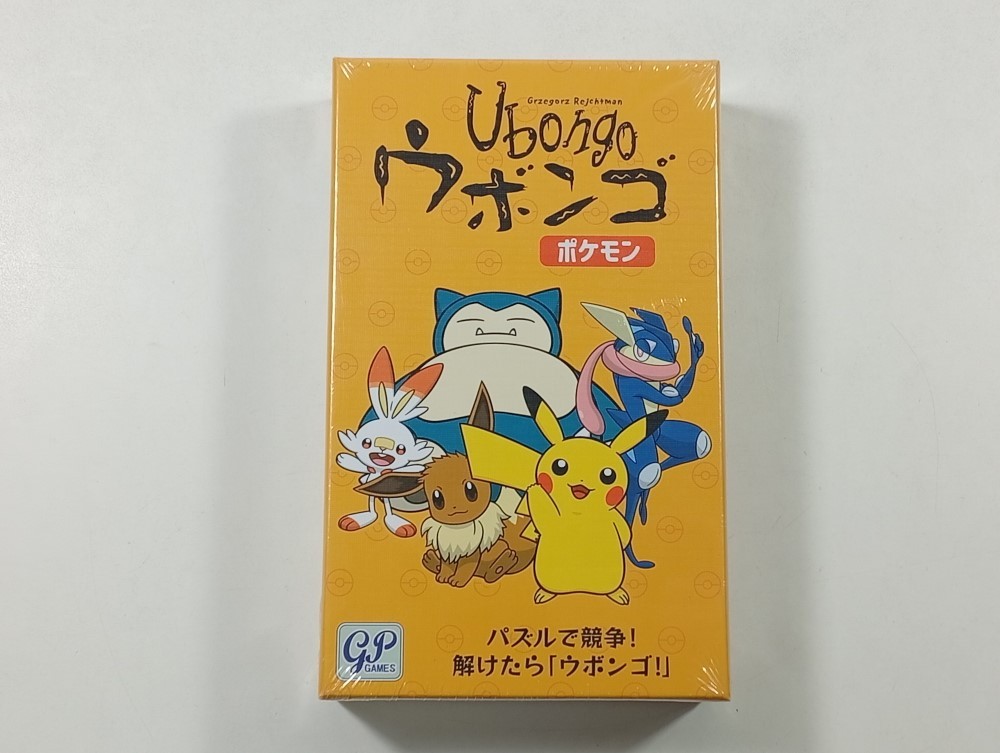 Grzegorz Rejchtman
Ubongo
ウボンゴ
ポケモン
パズルで競争!
解けたら「ウボンゴ!」
GP
GAMES